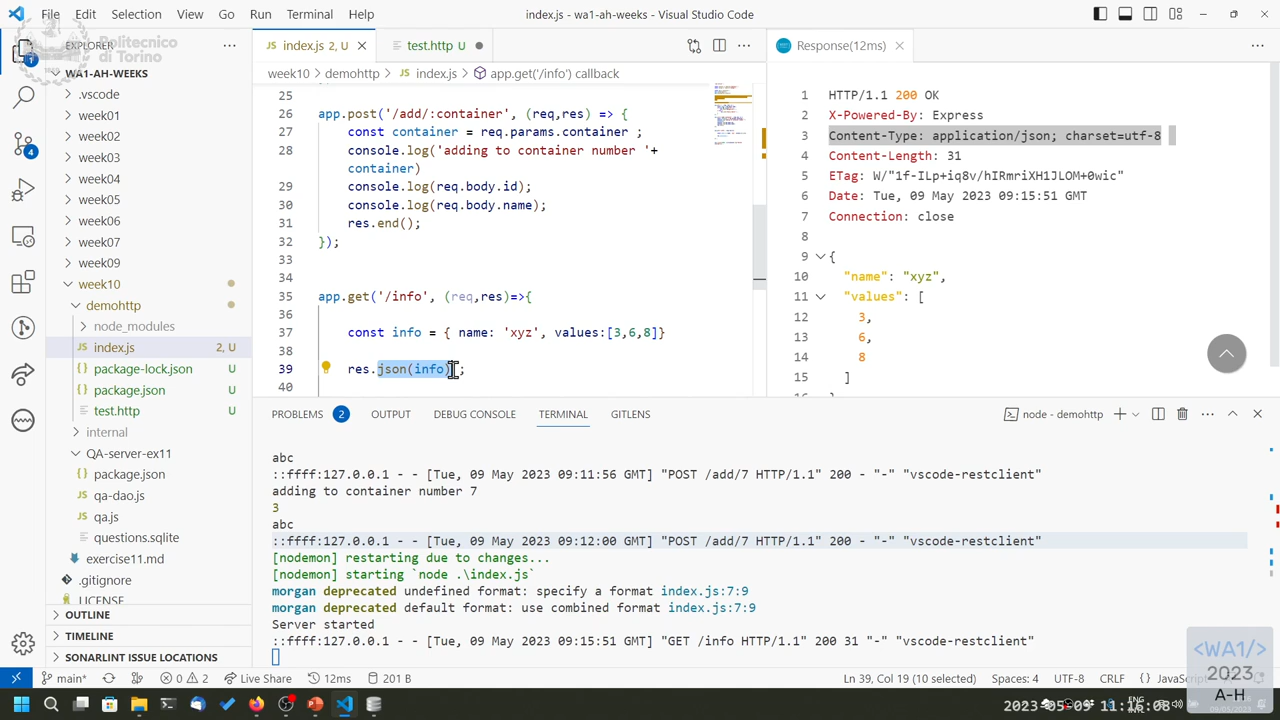 File Edit Selection View Go Run Terminal Help
index.js - wa1-ah-weeks - Visual Studio Code
EXPLORER
Politecnico
di Torino
WA1-AH-WEEKS
.vscode
week01
week02
week03
week04
week05
week06
week07
week09
week10
demohttp
node_modules
index.js 2, U
package-lock.json U
package.json U
test.http U
internal
QA-server-ex11
package.json
qa-dao.js
qa.js
questions.sqlite
exercise11.md
.gitignore
LICENSE
OUTLINE
TIMELINE
SONARLINT ISSUE LOCATIONS
1
4
index.js 2, U
test.http U
week10 > demohttp > index.js > app.get('/info') callback
25
26 app.post('/add/:container', (req,res) => {
27 const container = req.params.container ;
28 console.log('adding to container number '+
container)
29 console.log(req.body.id);
30 console.log(req.body.name);
31 res.end();
32 });
33
34
35 app.get('/info', (req,res)=>{
36
37 const info = { name: 'xyz', values:[3,6,8]}
38
39 res.json(info) ;
40
Response(12ms)
1 HTTP/1.1 200 OK
2 X-Powered-By: Express
3 Content-Type: application/json; charset=utf-8
4 Content-Length: 31
5 ETag: W/"1f-ILp+iq8v/hIRmriXH1JLOM+0wic"
6 Date: Tue, 09 May 2023 09:15:51 GMT
7 Connection: close
8
9 {
10 "name": "xyz",
11 "values": [
12 3,
13 6,
14 8
15 ]
16 }
PROBLEMS 2 OUTPUT DEBUG CONSOLE TERMINAL GITLENS
node - demohttp
abc
::ffff:127.0.0.1 - - [Tue, 09 May 2023 09:11:56 GMT] "POST /add/7 HTTP/1.1" 200 - "-" "vscode-restclient"
adding to container number 7
3
abc
::ffff:127.0.0.1 - - [Tue, 09 May 2023 09:12:00 GMT] "POST /add/7 HTTP/1.1" 200 - "-" "vscode-restclient"
[nodemon] restarting due to changes...
[nodemon] starting `node .\index.js`
morgan deprecated undefined format: specify a format index.js:7:9
morgan deprecated default format: use combined format index.js:7:9
Server started
::ffff:127.0.0.1 - - [Tue, 09 May 2023 09:15:51 GMT] "GET /info HTTP/1.1" 200 31 "-" "vscode-restclient"
<WA1/>
2023
A-H
main* 0 2 Live Share 12ms 201 B
Ln 39, Col 19 (10 selected) Spaces: 4 UTF-8 CRLF
ENG